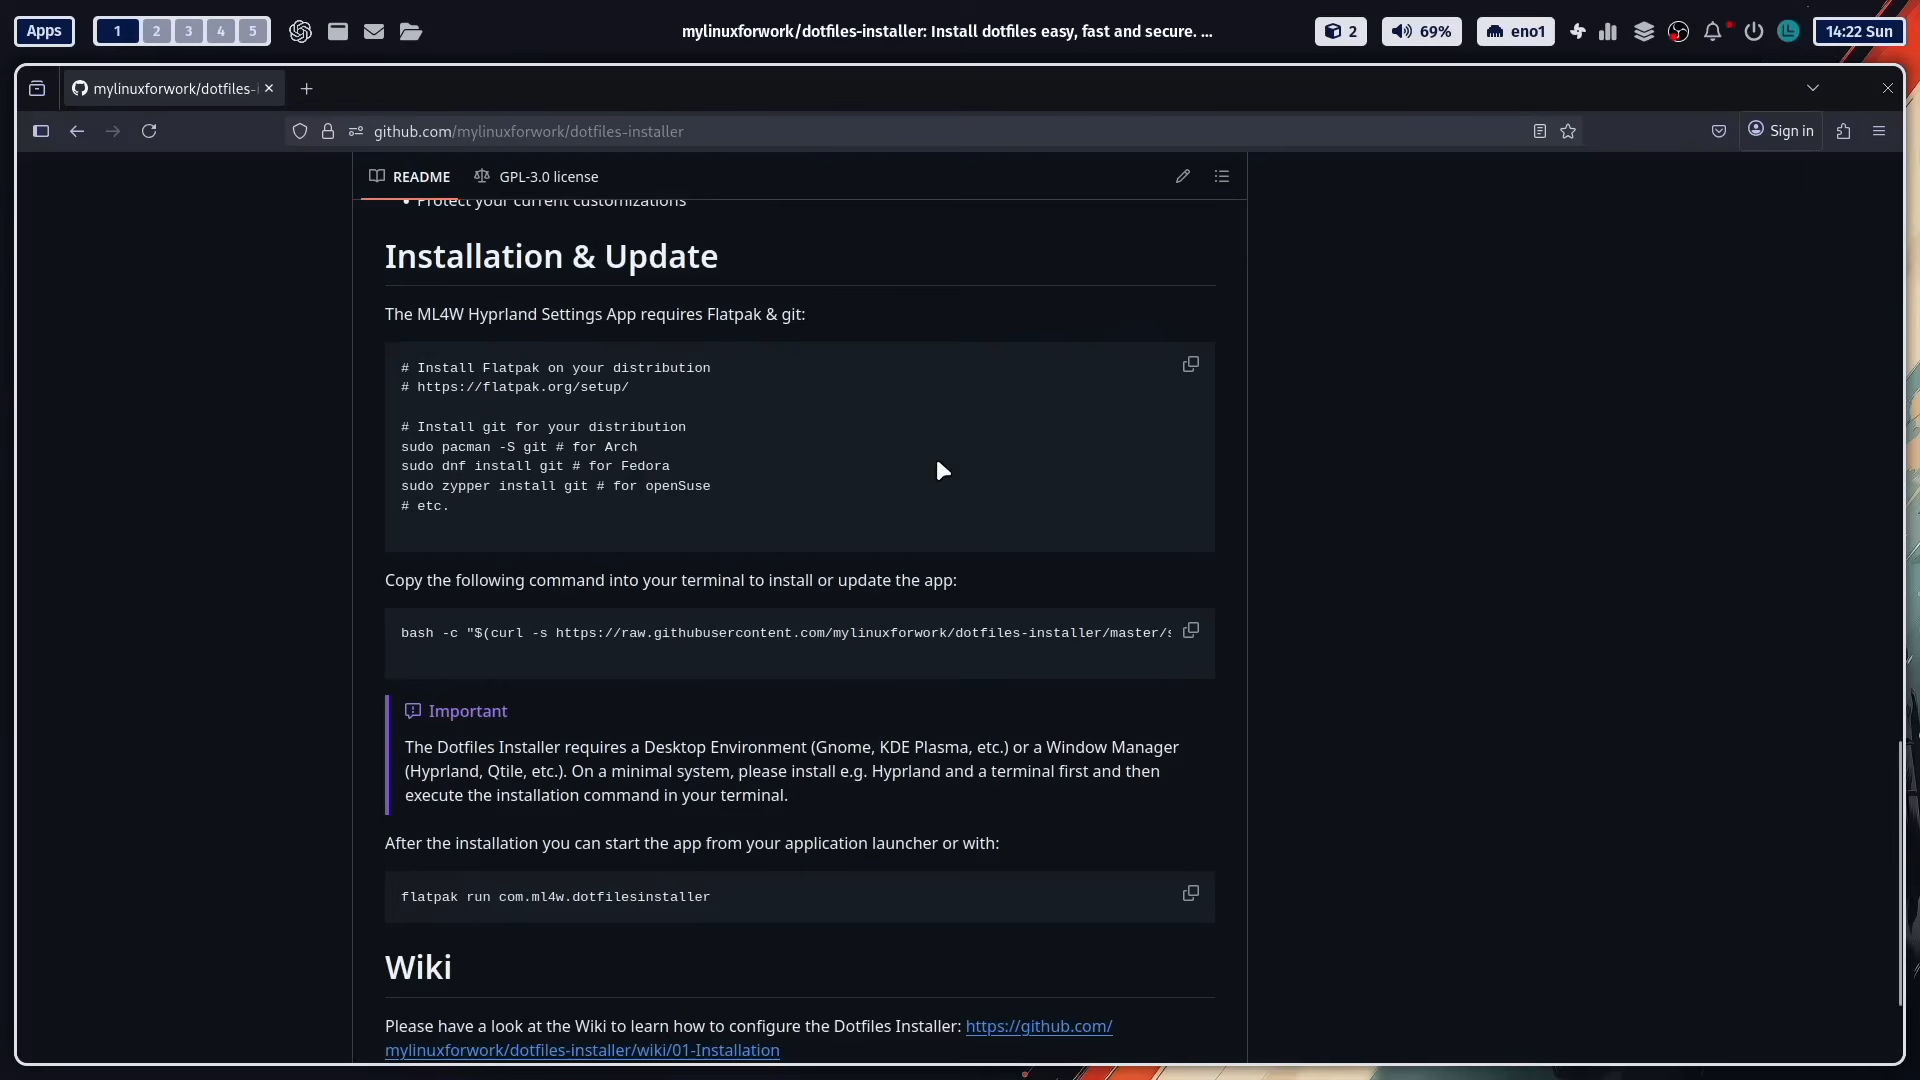 Apps
1
2
3
4
5
mylinuxforwork/dotfiles-installer: Install dotfiles easy, fast and secure. ...
2
69%
eno1
14:22 Sun
mylinuxforwork/dotfiles-i
github.com/mylinuxforwork/dotfiles-installer
Sign in
README
GPL-3.0 license
• Protect your current customizations
Installation & Update
The ML4W Hyprland Settings App requires Flatpak & git:
# Install Flatpak on your distribution
# https://flatpak.org/setup/
# Install git for your distribution
sudo pacman -S git # for Arch
sudo dnf install git # for Fedora
sudo zypper install git # for openSuse
# etc.
Copy the following command into your terminal to install or update the app:
bash -c "$(curl -s https://raw.githubusercontent.com/mylinuxforwork/dotfiles-installer/master/s
Important
The Dotfiles Installer requires a Desktop Environment (Gnome, KDE Plasma, etc.) or a Window Manager
(Hyprland, Qtile, etc.). On a minimal system, please install e.g. Hyprland and a terminal first and then
execute the installation command in your terminal.
After the installation you can start the app from your application launcher or with:
flatpak run com.ml4w.dotfilesinstaller
Wiki
Please have a look at the Wiki to learn how to configure the Dotfiles Installer: https://github.com/
mylinuxforwork/dotfiles-installer/wiki/01-Installation